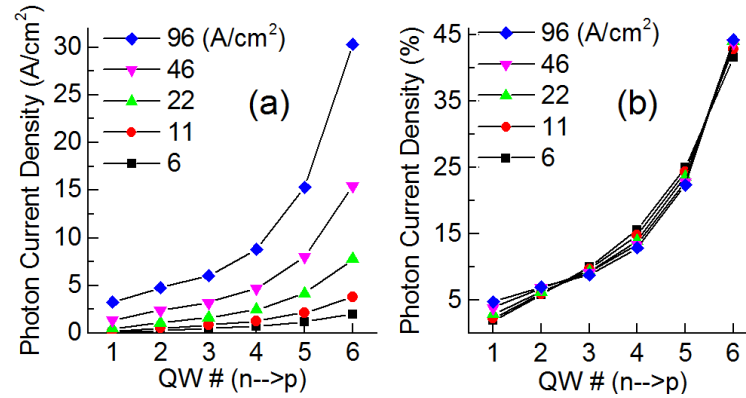 Photon Current Density (A/cm²)
30
25
20
15
10
5
0
96 (A/cm²)
46
22
11
6
(a)
1 2 3 4 5 6
QW # (n-->p)
Photon Current Density (%)
45
35
25
15
5
96 (A/cm²)
46
22
11
6
(b)
1 2 3 4 5 6
QW # (n-->p)